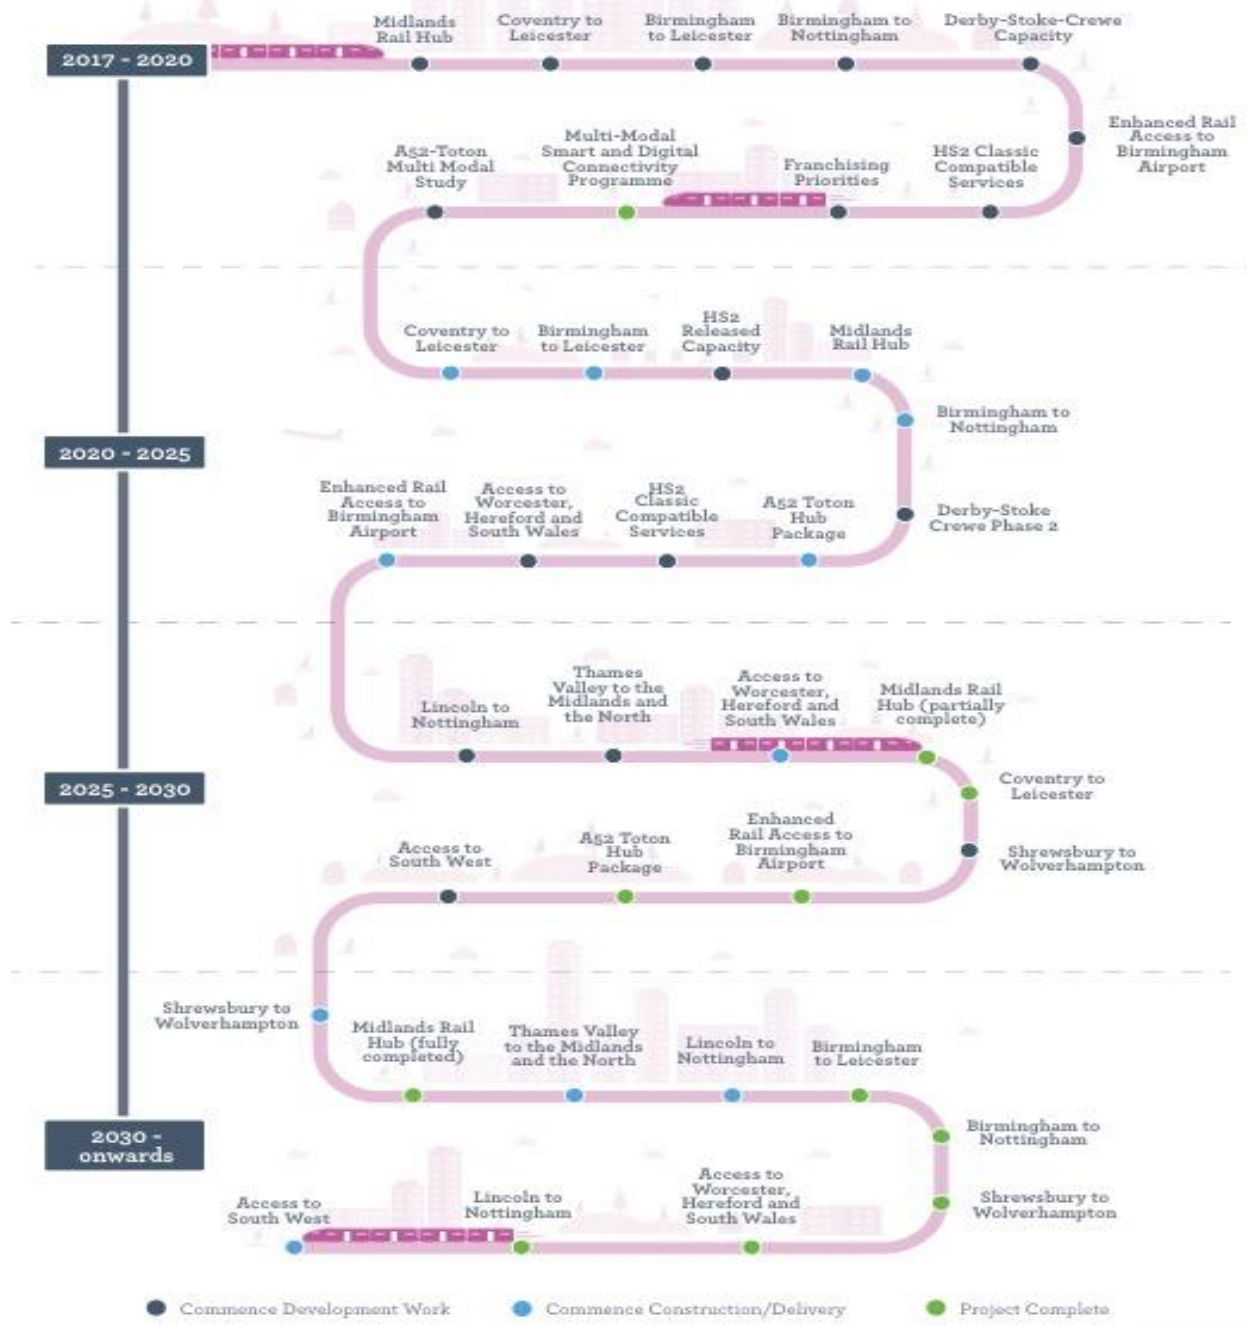 Midlands
Rail Hub
Coventry to
Leicester
Birmingham
to Leicester
Birmingham to
Nottingham
Derby-Stoke-Crewe
Capacity
2017 - 2020
Enhanced Rail
Access to
Birmingham
Airport
A52-Toton
Multi Modal
Study
Multi-Modal
Smart and Digital
Connectivity
Programme
Franchising
Priorities
HS2 Classic
Compatible
Services
Coventry to
Leicester
Birmingham
to Leicester
HS2
Released
Capacity
Midlands
Rail Hub
Birmingham to
Nottingham
2020 - 2025
Enhanced Rail
Access to
Birmingham
Airport
Access to
Worcester,
Hereford and
South Wales
HS2
Classic
Compatible
Services
A52 Toton
Hub
Package
Derby-Stoke
Crewe Phase 2
Lincoln to
Nottingham
Thames
Valley to the
Midlands and
the North
Access to
Worcester,
Hereford and
South Wales
Midlands Rail
Hub (partially
complete)
2025 - 2030
Coventry to
Leicester
Access to
South West
A52 Toton
Hub
Package
Enhanced
Rail Access to
Birmingham
Airport
Shrewsbury to
Wolverhampton
Shrewsbury to
Wolverhampton
Midlands Rail
Hub (fully
completed)
Thames Valley
to the Midlands
and the North
Lincoln to
Nottingham
Birmingham
to Leicester
2030 -
onwards
Birmingham to
Nottingham
Access to
South West
Lincoln to
Nottingham
Access to
Worcester,
Hereford and
South Wales
Shrewsbury to
Wolverhampton
Commence Development Work
Commence Construction/Delivery
Project Complete